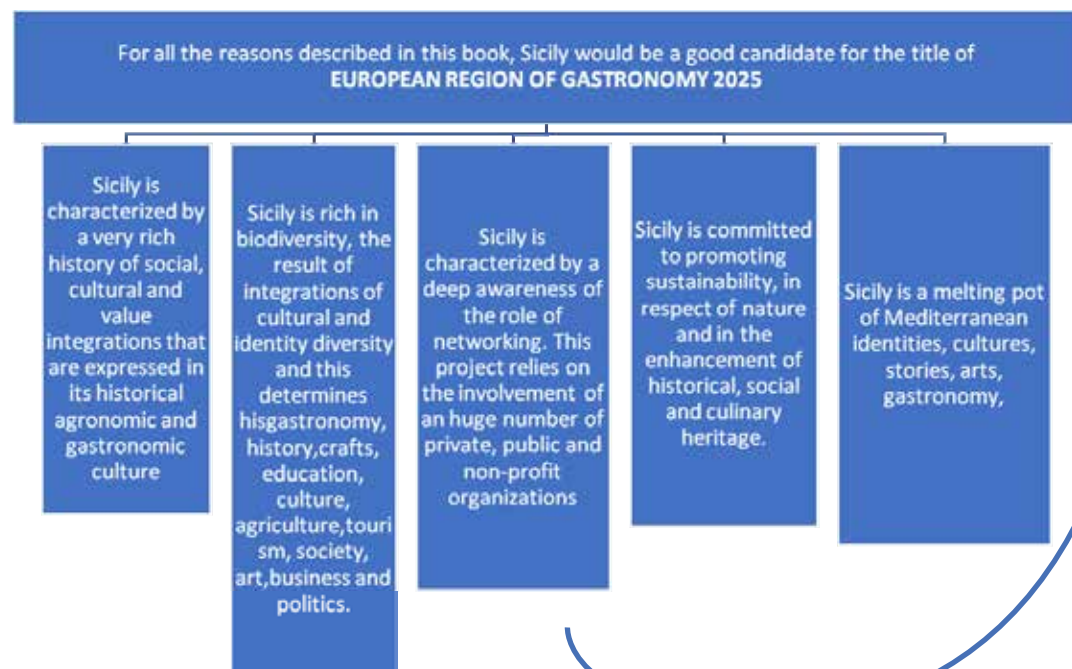 For all the reasons described in this book, Sicily would be a good candidate for the title of
EUROPEAN REGION OF GASTRONOMY 2025
Sicily is
characterized by
a very rich
history of social,
cultural and
value
integrations that
are expressed in
its historical
agronomic and
gastronomic
culture
Sicily is rich in
biodiversity, the
result of
integrations of
cultural and
identity diversity
and this
determines
hisgastronomy,
history,crafts,
education,
culture,
agriculture,touri
sm, society,
art,business and
politics.
Sicily is
characterized by a
deep awareness of
the role of
networking. This
project relies on
the involvement of
an huge number of
private, public and
non-profit
organizations
Sicily is committed
to promoting
sustainability, in
respect of nature
and in the
enhancement of
historical, social
and culinary
heritage.
Sicily is a melting pot
of Mediterranean
identities, cultures,
stories, arts,
gastronomy,